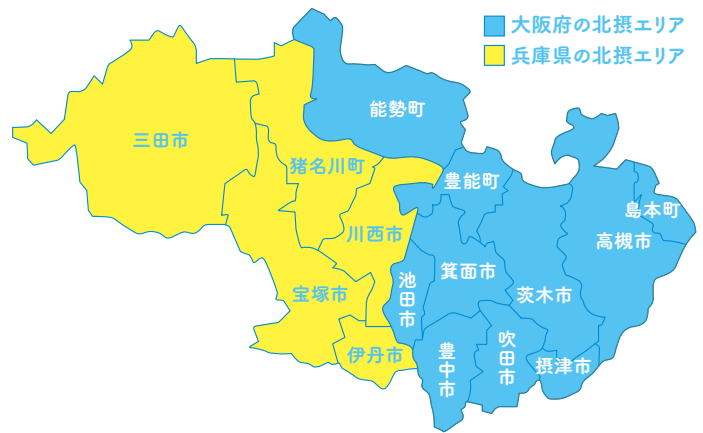 大阪府の北摂エリア
兵庫県の北摂エリア
能勢町
三田市
猪名川町
豊能町
島本町
川西市
高槻市
箕面市
池田市
宝塚市
茨木市
伊丹市
豊中市
吹田市
摂津市